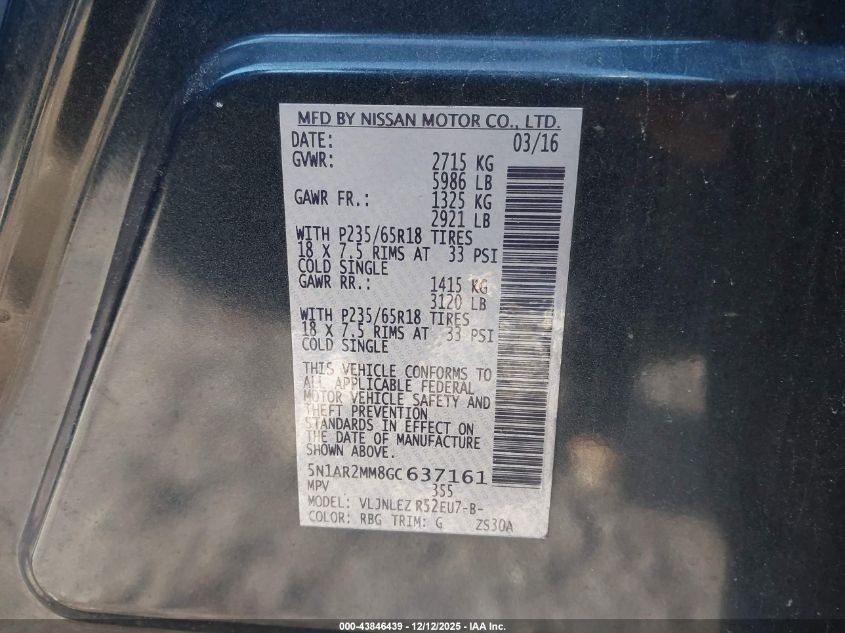 MFD BY NISSAN MOTOR CO., LTD.
DATE: 03/16
GVWR: 2715 KG
5986 LB
GAWR FR.: 1325 KG
2921 LB
WITH P235/65R18 TIRES
18 X 7.5 RIMS AT 33 PSI
COLD SINGLE
GAWR RR.: 1415 KG
3120 LB
WITH P235/65R18 TIRES
18 X 7.5 RIMS AT 33 PSI
COLD SINGLE
THIS VEHICLE CONFORMS TO
ALL APPLICABLE FEDERAL
MOTOR VEHICLE SAFETY AND
THEFT PREVENTION
STANDARDS IN EFFECT ON
THE DATE OF MANUFACTURE
SHOWN ABOVE.
5N1AR2MM8GC637161
MPV 355
MODEL: VLJNLEZ R52EU7-B-
COLOR: RBG TRIM: G ZS30A
000-43846439 - 12/12/2025 - IAA Inc.